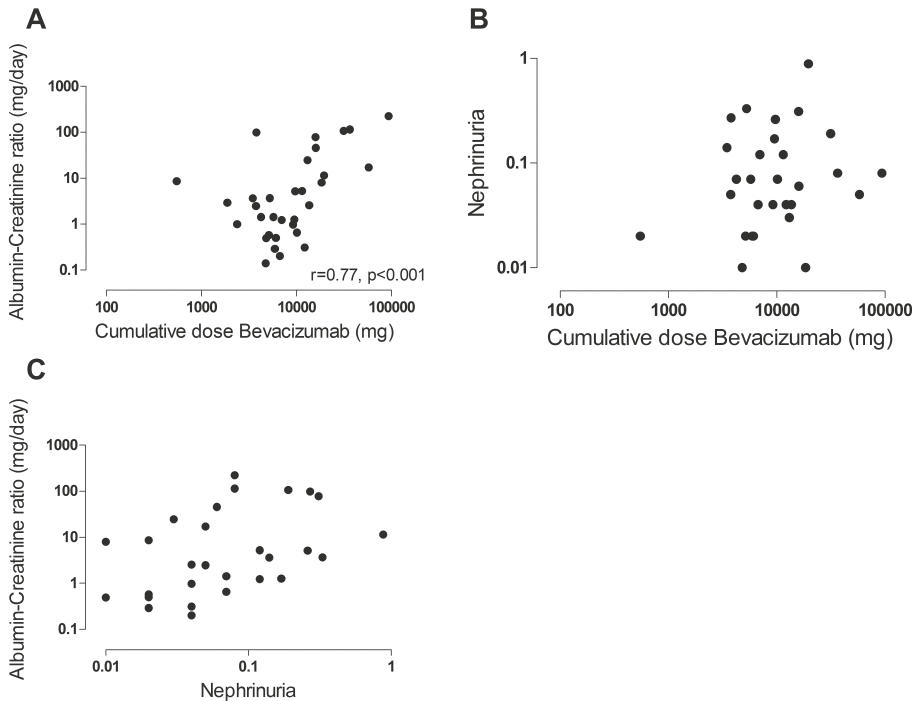 A
Albumin-Creatinine ratio (mg/day)
1000
100
10
1
0.1
r=0.77, p<0.001
100 1000 10000 100000
Cumulative dose Bevacizumab (mg)
B
Nephrinuria
1
0.1
0.01
100 1000 10000 100000
Cumulative dose Bevacizumab (mg)
C
Albumin-Creatinine ratio (mg/day)
1000
100
10
1
0.1
0.01 0.1 1
Nephrinuria